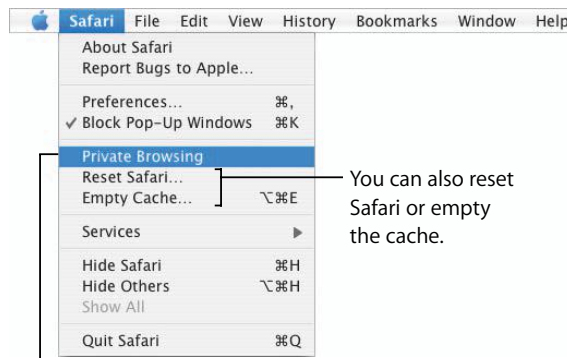 Safari File Edit View History Bookmarks Window Help
About Safari
Report Bugs to Apple...
Preferences... ⌘,
✓ Block Pop-Up Windows ⌘K
Private Browsing
Reset Safari...
Empty Cache... ⌥⌘E
Services ▶
Hide Safari ⌘H
Hide Others ⌥⌘H
Show All
Quit Safari ⌘Q
You can also reset
Safari or empty
the cache.